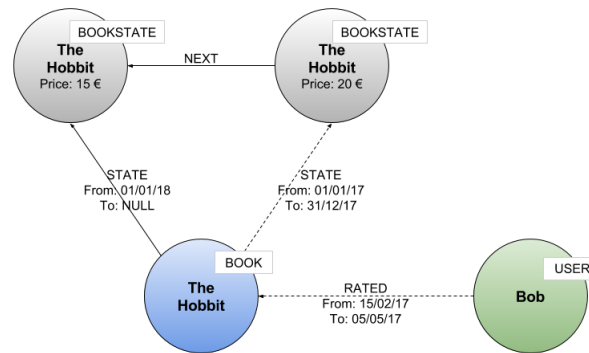 BOOKSTATE
The
Hobbit
Price: 15 €
NEXT
BOOKSTATE
The
Hobbit
Price: 20 €
STATE
From: 01/01/18
To: NULL
STATE
From: 01/01/17
To: 31/12/17
BOOK
The
Hobbit
RATED
From: 15/02/17
To: 05/05/17
USER
Bob